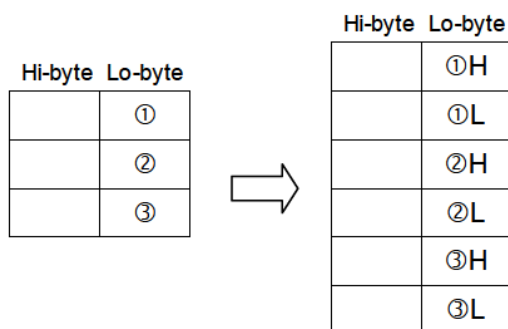 Hi-byte Lo-byte
①
②
③
Hi-byte Lo-byte
①H
①L
②H
②L
③H
③L